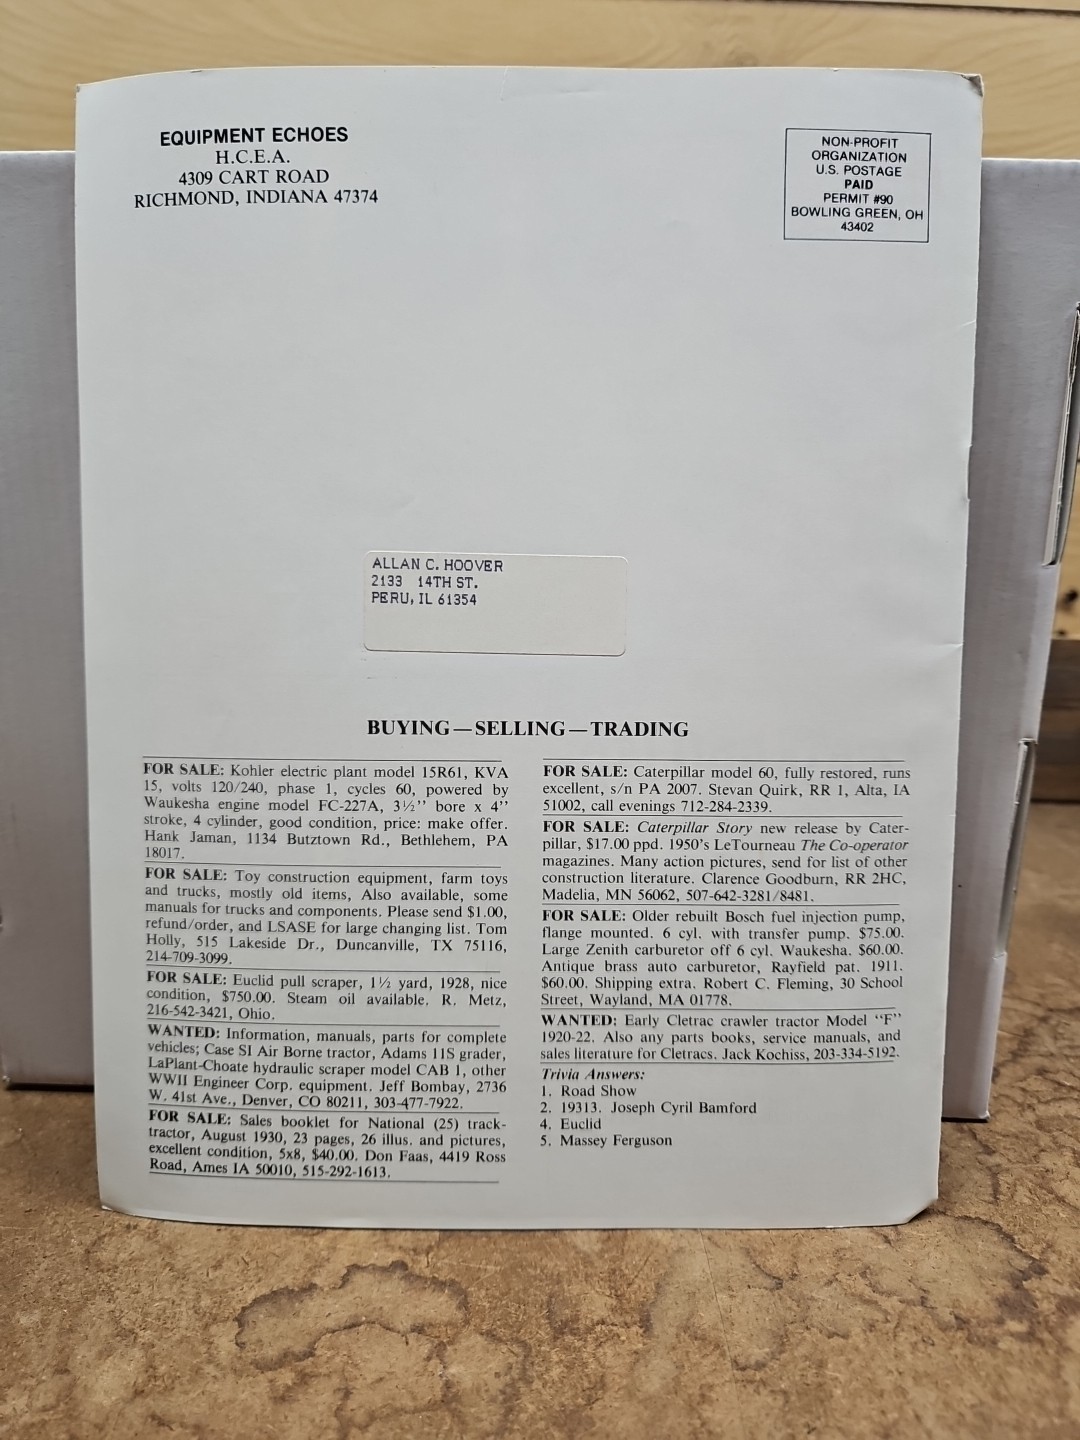 EQUIPMENT ECHOES
H.C.E.A.
4309 CART ROAD
RICHMOND, INDIANA 47374
NON-PROFIT
ORGANIZATION
U.S. POSTAGE
PAID
PERMIT #90
BOWLING GREEN, OH
43402
ALLAN C. HOOVER
2133 14TH ST.
PERU, IL 61354
BUYING — SELLING — TRADING
FOR SALE: Kohler electric plant model 15R61, KVA
15, volts 120/240, phase 1, cycles 60, powered by
Waukesha engine model FC-227A, 3½'' bore x 4''
stroke, 4 cylinder, good condition, price: make offer.
Hank Jaman, 1134 Butztown Rd., Bethlehem, PA
18017.
FOR SALE: Toy construction equipment, farm toys
and trucks, mostly old items, Also available, some
manuals for trucks and components. Please send $1.00,
refund/order, and LSASE for large changing list. Tom
Holly, 515 Lakeside Dr., Duncanville, TX 75116,
214-709-3099.
FOR SALE: Euclid pull scraper, 1½ yard, 1928, nice
condition, $750.00. Steam oil available. R. Metz,
216-542-3421, Ohio.
WANTED: Information, manuals, parts for complete
vehicles; Case SI Air Borne tractor, Adams 11S grader,
LaPlant-Choate hydraulic scraper model CAB 1, other
WWII Engineer Corp. equipment. Jeff Bombay, 2736
W. 41st Ave., Denver, CO 80211, 303-477-7922.
FOR SALE: Sales booklet for National (25) track-
tractor, August 1930, 23 pages, 26 illus. and pictures,
excellent condition, 5x8, $40.00. Don Faas, 4419 Ross
Road, Ames IA 50010, 515-292-1613.
FOR SALE: Caterpillar model 60, fully restored, runs
excellent, s/n PA 2007. Stevan Quirk, RR 1, Alta, IA
51002, call evenings 712-284-2339.
FOR SALE: Caterpillar Story new release by Cater-
pillar, $17.00 ppd. 1950's LeTourneau The Co-operator
magazines. Many action pictures, send for list of other
construction literature. Clarence Goodburn, RR 2HC,
Madelia, MN 56062, 507-642-3281/8481.
FOR SALE: Older rebuilt Bosch fuel injection pump,
flange mounted. 6 cyl. with transfer pump. $75.00.
Large Zenith carburetor off 6 cyl. Waukesha. $60.00.
Antique brass auto carburetor, Rayfield pat. 1911.
$60.00. Shipping extra. Robert C. Fleming, 30 School
Street, Wayland, MA 01778.
WANTED: Early Cletrac crawler tractor Model “F”
1920-22. Also any parts books, service manuals, and
sales literature for Cletracs. Jack Kochiss, 203-334-5192.
Trivia Answers:
1. Road Show
2. 19313. Joseph Cyril Bamford
4. Euclid
5. Massey Ferguson